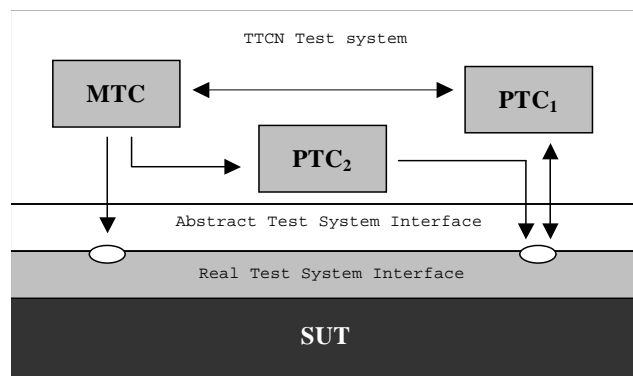 TTCN Test system
MTC
PTC₁
PTC₂
Abstract Test System Interface
Real Test System Interface
SUT